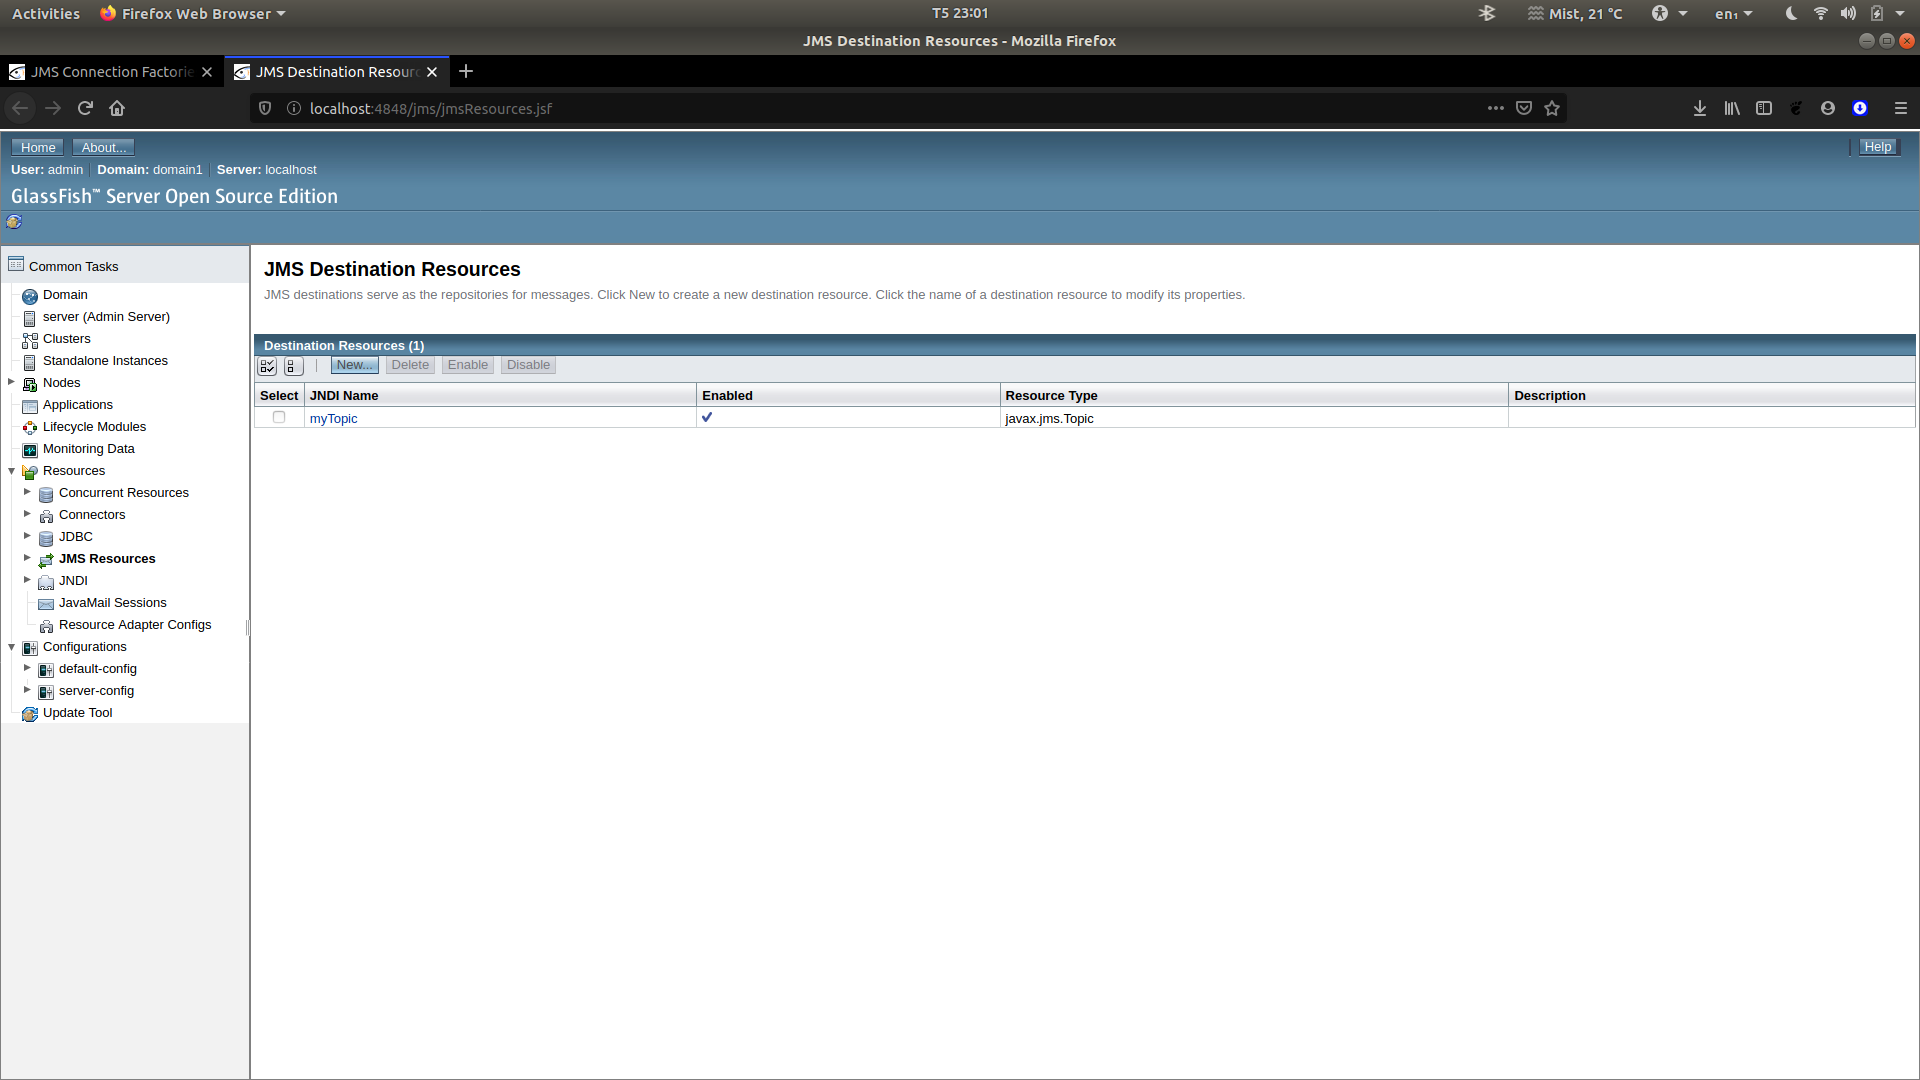 Activities Firefox Web Browser T5 23:01 Mist, 21 °C en₁
JMS Destination Resources - Mozilla Firefox
JMS Connection Factorie JMS Destination Resourc
localhost:4848/jms/jmsResources.jsf
Home About... Help
User: admin Domain: domain1 Server: localhost
GlassFish™ Server Open Source Edition
Common Tasks
Domain
server (Admin Server)
Clusters
Standalone Instances
Nodes
Applications
Lifecycle Modules
Monitoring Data
Resources
Concurrent Resources
Connectors
JDBC
JMS Resources
JNDI
JavaMail Sessions
Resource Adapter Configs
Configurations
default-config
server-config
Update Tool
JMS Destination Resources
JMS destinations serve as the repositories for messages. Click New to create a new destination resource. Click the name of a destination resource to modify its properties.
Destination Resources (1)
New... Delete Enable Disable
Select JNDI Name Enabled Resource Type Description
myTopic javax.jms.Topic